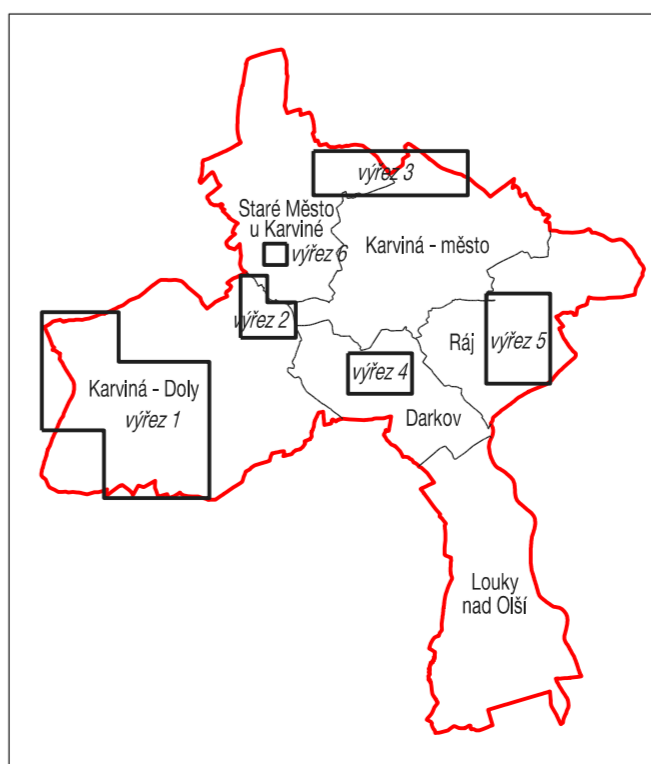 výřez 3
Staré Město
u Karviné
Karviná - město
výřez 6
výřez 2
Ráj
výřez 5
výřez 4
Karviná - Doly
výřez 1
Darkov
Louky
nad Olší